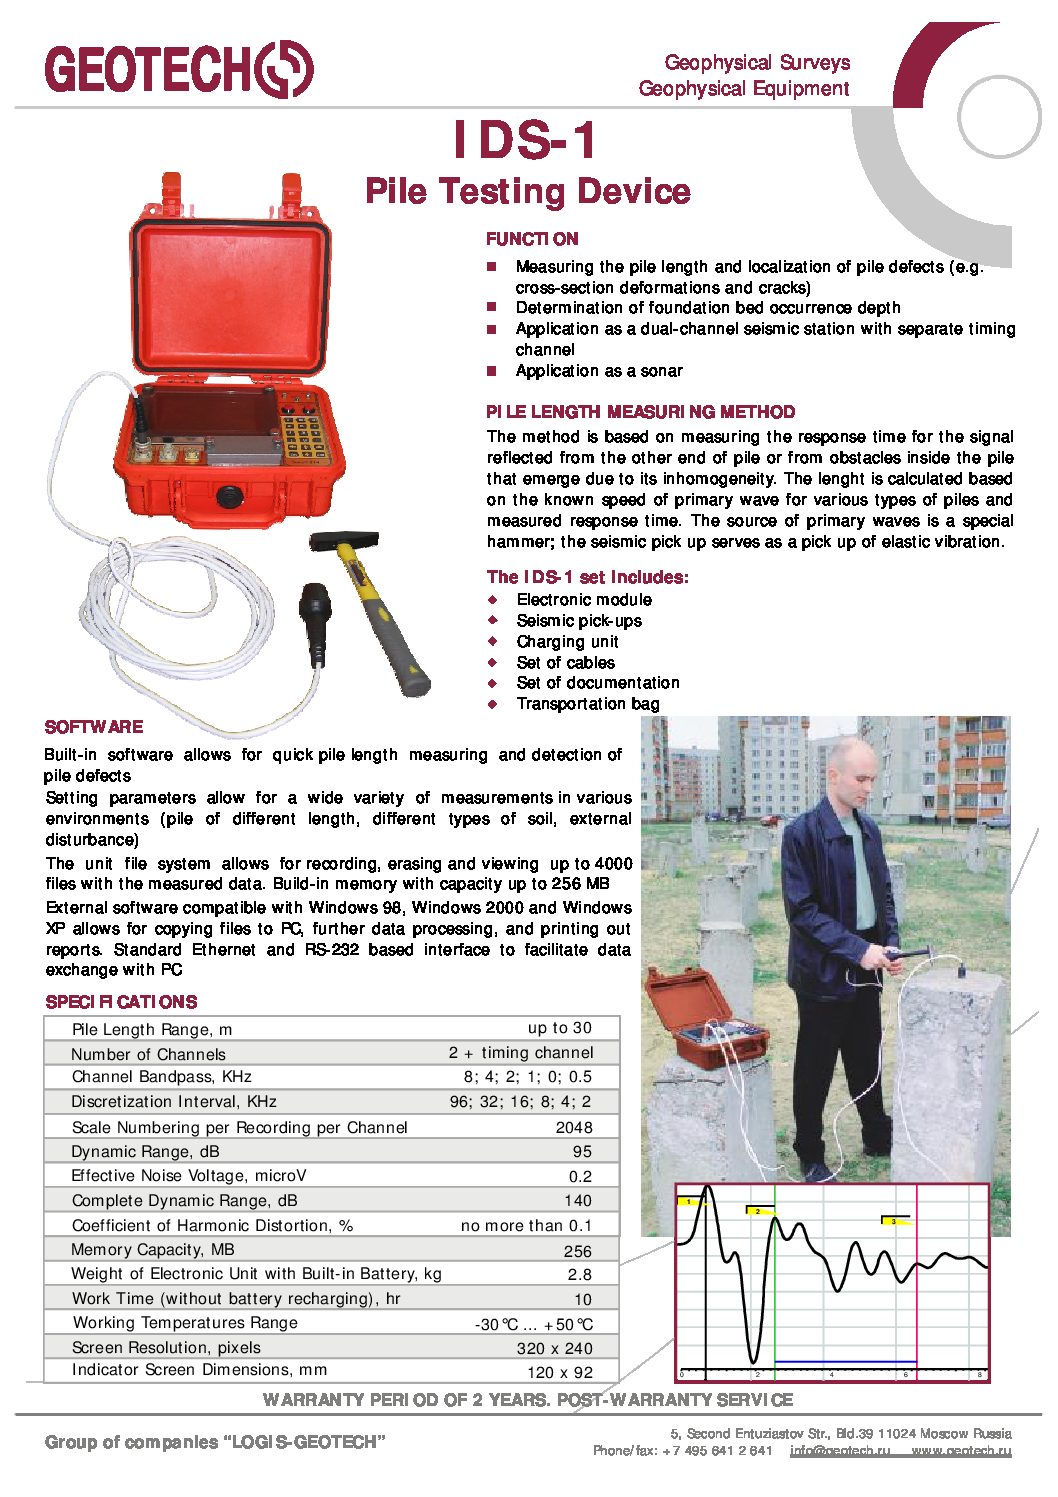 GEOTECH
Geophysical Surveys
Geophysical Equipment
IDS-1
Pile Testing Device
FUNCTION
Measuring the pile length and localization of pile defects (e.g.
cross-section deformations and cracks)
Determination of foundation bed occurrence depth
Application as a dual-channel seismic station with separate timing
channel
Application as a sonar
PILE LENGTH MEASURING METHOD
The method is based on measuring the response time for the signal
reflected from the other end of pile or from obstacles inside the pile
that emerge due to its inhomogeneity. The lenght is calculated based
on the known speed of primary wave for various types of piles and
measured response time. The source of primary waves is a special
hammer; the seismic pick up serves as a pick up of elastic vibration.
The IDS-1 set includes:
Electronic module
Seismic pick-ups
Charging unit
Set of cables
Set of documentation
Transportation bag
SOFTWARE
Built-in software allows for quick pile length measuring and detection of
pile defects
Setting parameters allow for a wide variety of measurements in various
environments (pile of different length, different types of soil, external
disturbance)
The unit file system allows for recording, erasing and viewing up to 4000
files with the measured data. Build-in memory with capacity up to 256 MB
External software compatible with Windows 98, Windows 2000 and Windows
XP allows for copying files to PC, further data processing, and printing out
reports. Standard Ethernet and RS-232 based interface to facilitate data
exchange with PC
SPECIFICATIONS
Pile Length Range, m up to 30
Number of Channels 2 + timing channel
Channel Bandpass, KHz 8; 4; 2; 1; 0; 0.5
Discretization Interval, KHz 96; 32; 16; 8; 4; 2
Scale Numbering per Recording per Channel 2048
Dynamic Range, dB 95
Effective Noise Voltage, microV 0.2
Complete Dynamic Range, dB 140
Coefficient of Harmonic Distortion, % no more than 0.1
Memory Capacity, MB 256
Weight of Electronic Unit with Built-in Battery, kg 2.8
Work Time (without battery recharging), hr 10
Working Temperatures Range -30°C ... +50°C
Screen Resolution, pixels 320 x 240
Indicator Screen Dimensions, mm 120 x 92
1
2
3
0 2 4 6 8
WARRANTY PERIOD OF 2 YEARS. POST-WARRANTY SERVICE
Group of companies "LOGIS-GEOTECH"
5, Second Entuziastov Str., Bld.39 11024 Moscow Russia
Phone/fax: +7 495 641 2 641 info@geotech.ru www.geotech.ru